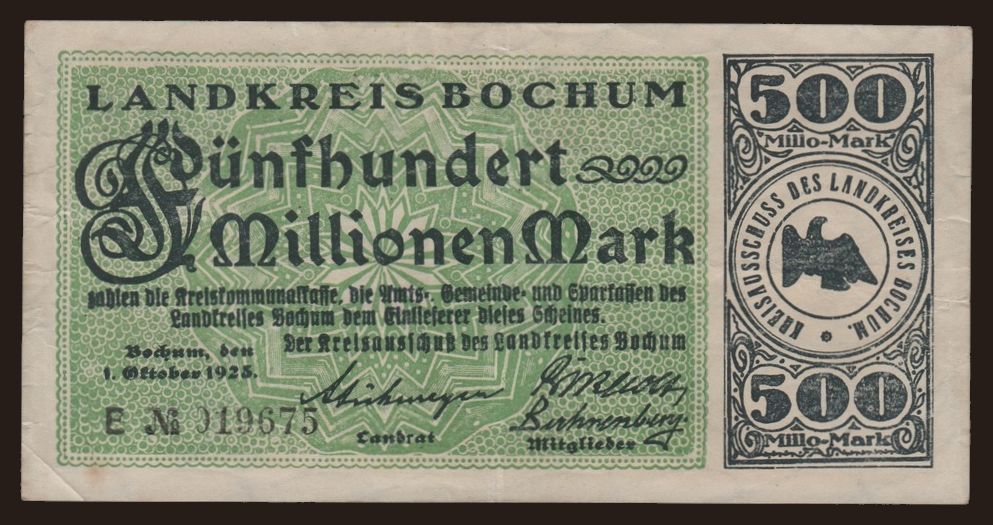 LANDKREIS BOCHUM
Fünfhundert
Millionen Mark
zahlen die Kreiskommunalkasse, die Amts-, Gemeinde- und Sparkassen des
Landkreises Bochum dem Einlieferer dieses Scheines.
Der Kreisausschuß des Landkreises Bochum
Bochum, den
1. Oktober 1923.
E № 019675
Landrat
Bühnenberg
Mitglieder
500
Millo-Mark
KREISAUSSCHUSS DES LANDKREISES BOCHUM.
500
Millo-Mark